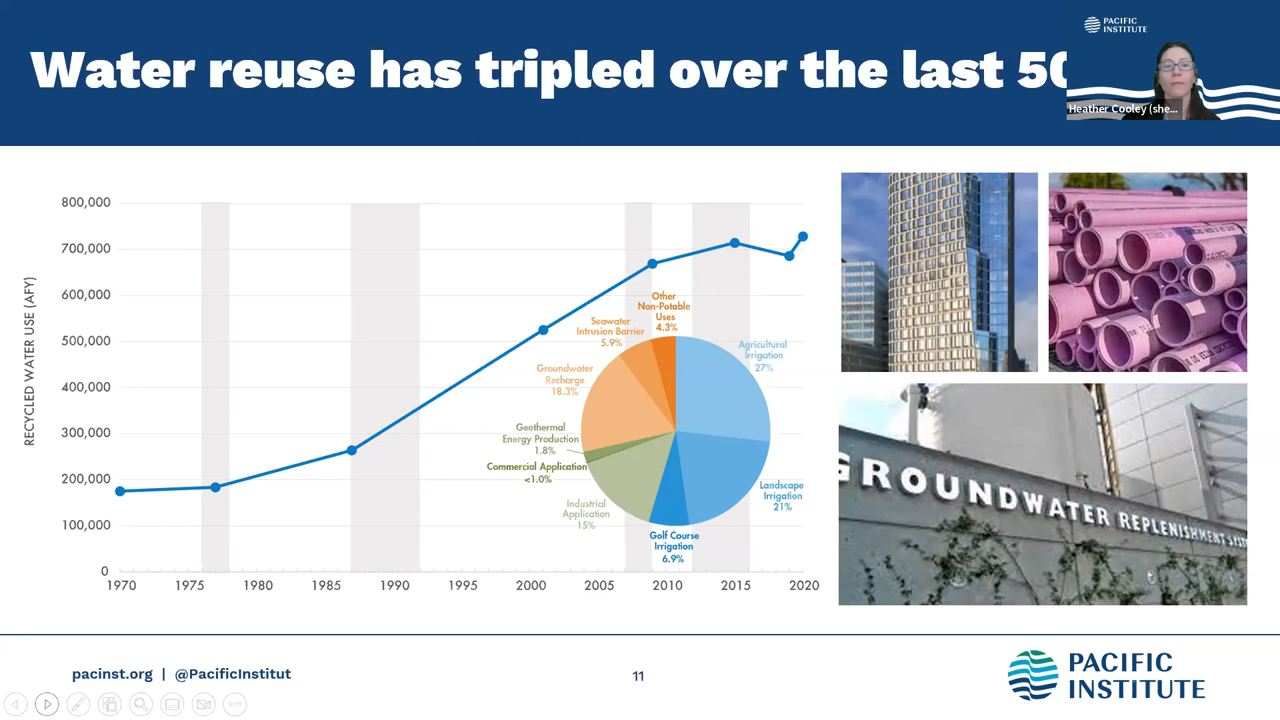 Water reuse has tripled over the last 50
PACIFIC
INSTITUTE
Heather Cooley (she...
800,000
700,000
600,000
500,000
400,000
300,000
200,000
100,000
0
RECYCLED WATER USE (AFY)
1970 1975 1980 1985 1990 1995 2000 2005 2010 2015 2020
Other
Non-Potable
Uses
4.3%
Seawater
Intrusion Barrier
5.9%
Agricultural
Irrigation
27%
Groundwater
Recharge
18.3%
Geothermal
Energy Production
1.8%
Commercial Application
<1.0%
Industrial
Application
15%
Landscape
Irrigation
21%
Golf Course
Irrigation
6.9%
GROUNDWATER REPLENISHMENT SYST
pacinst.org | @PacificInstitut
11
PACIFIC
INSTITUTE